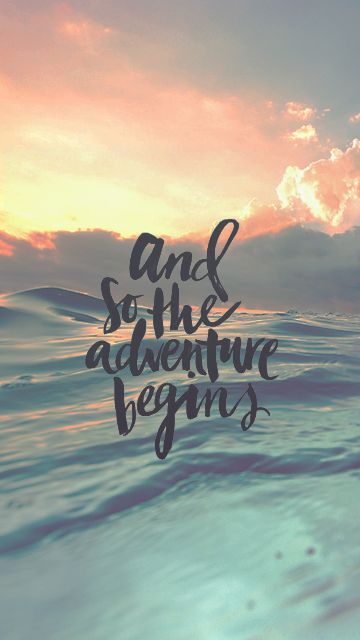 and
so the
adventure
begins